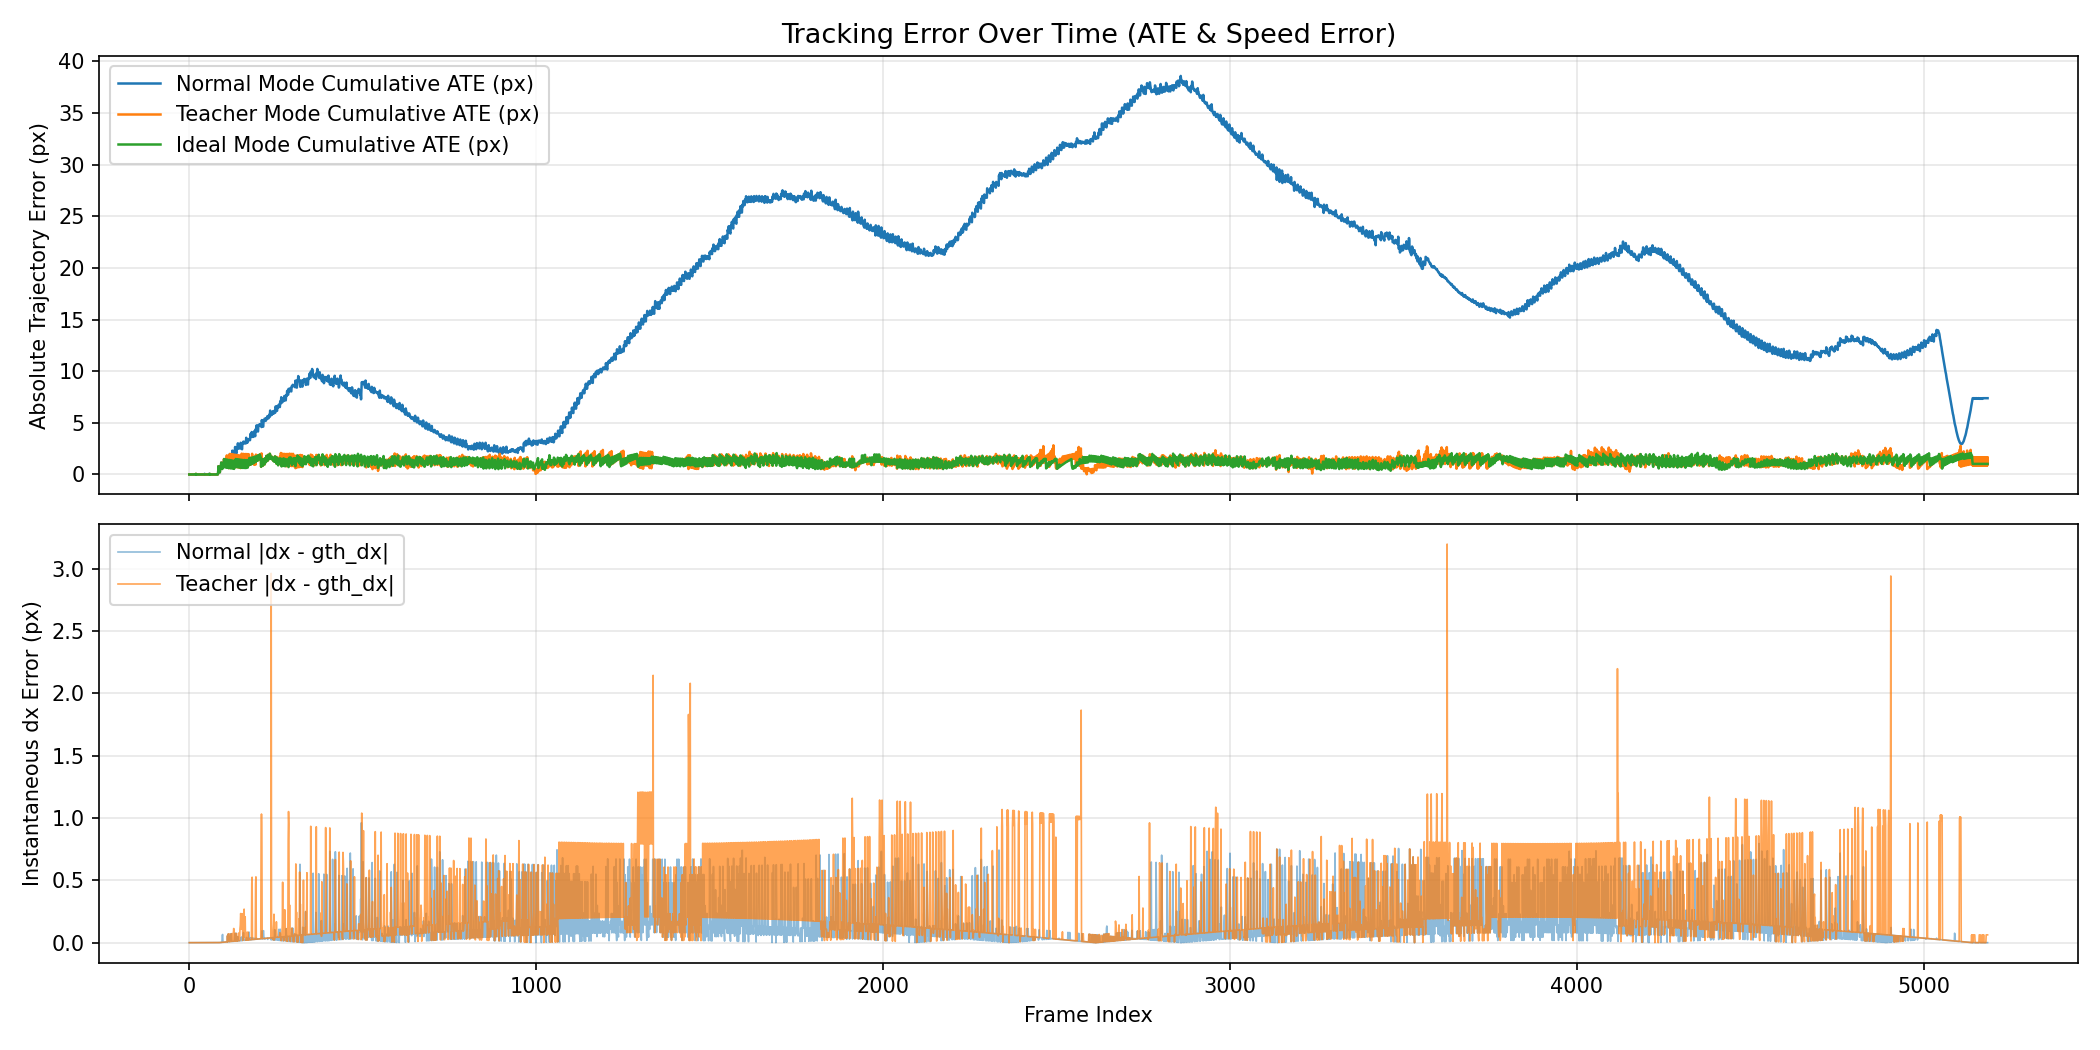 Tracking Error Over Time (ATE & Speed Error)
Absolute Trajectory Error (px)
40
35
30
25
20
15
10
5
0
Normal Mode Cumulative ATE (px)
Teacher Mode Cumulative ATE (px)
Ideal Mode Cumulative ATE (px)
Instantaneous dx Error (px)
3.0
2.5
2.0
1.5
1.0
0.5
0.0
Normal |dx - gth_dx|
Teacher |dx - gth_dx|
0 1000 2000 3000 4000 5000
Frame Index